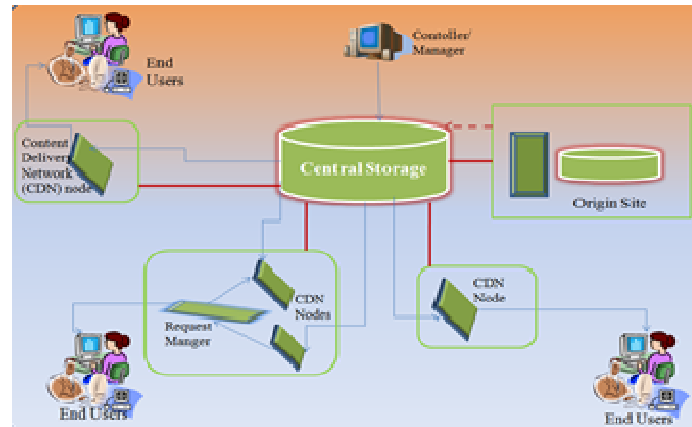 End
Users
Contoller/
Manager
Content
Delivery
Network
(CDN) node
Central Storage
Origin Site
CDN
Nodes
Request
Manger
CDN
Node
End Users
End Users